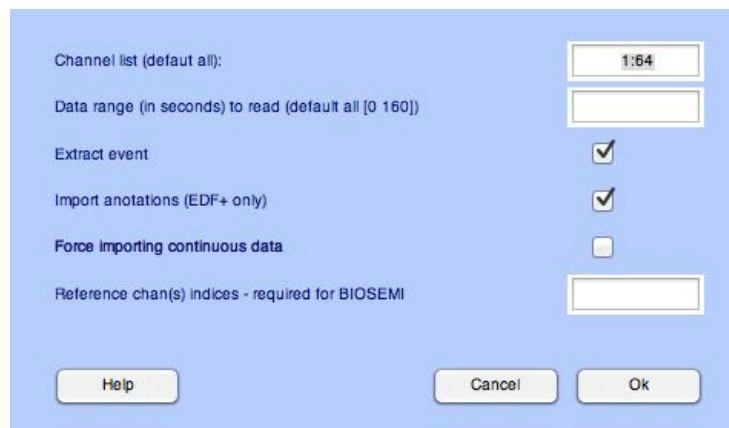 Channel list (defaut all):
1:64
Data range (in seconds) to read (default all [0 160])
Extract event
Import anotations (EDF+ only)
Force importing continuous data
Reference chan(s) indices - required for BIOSEMI
Help
Cancel
Ok